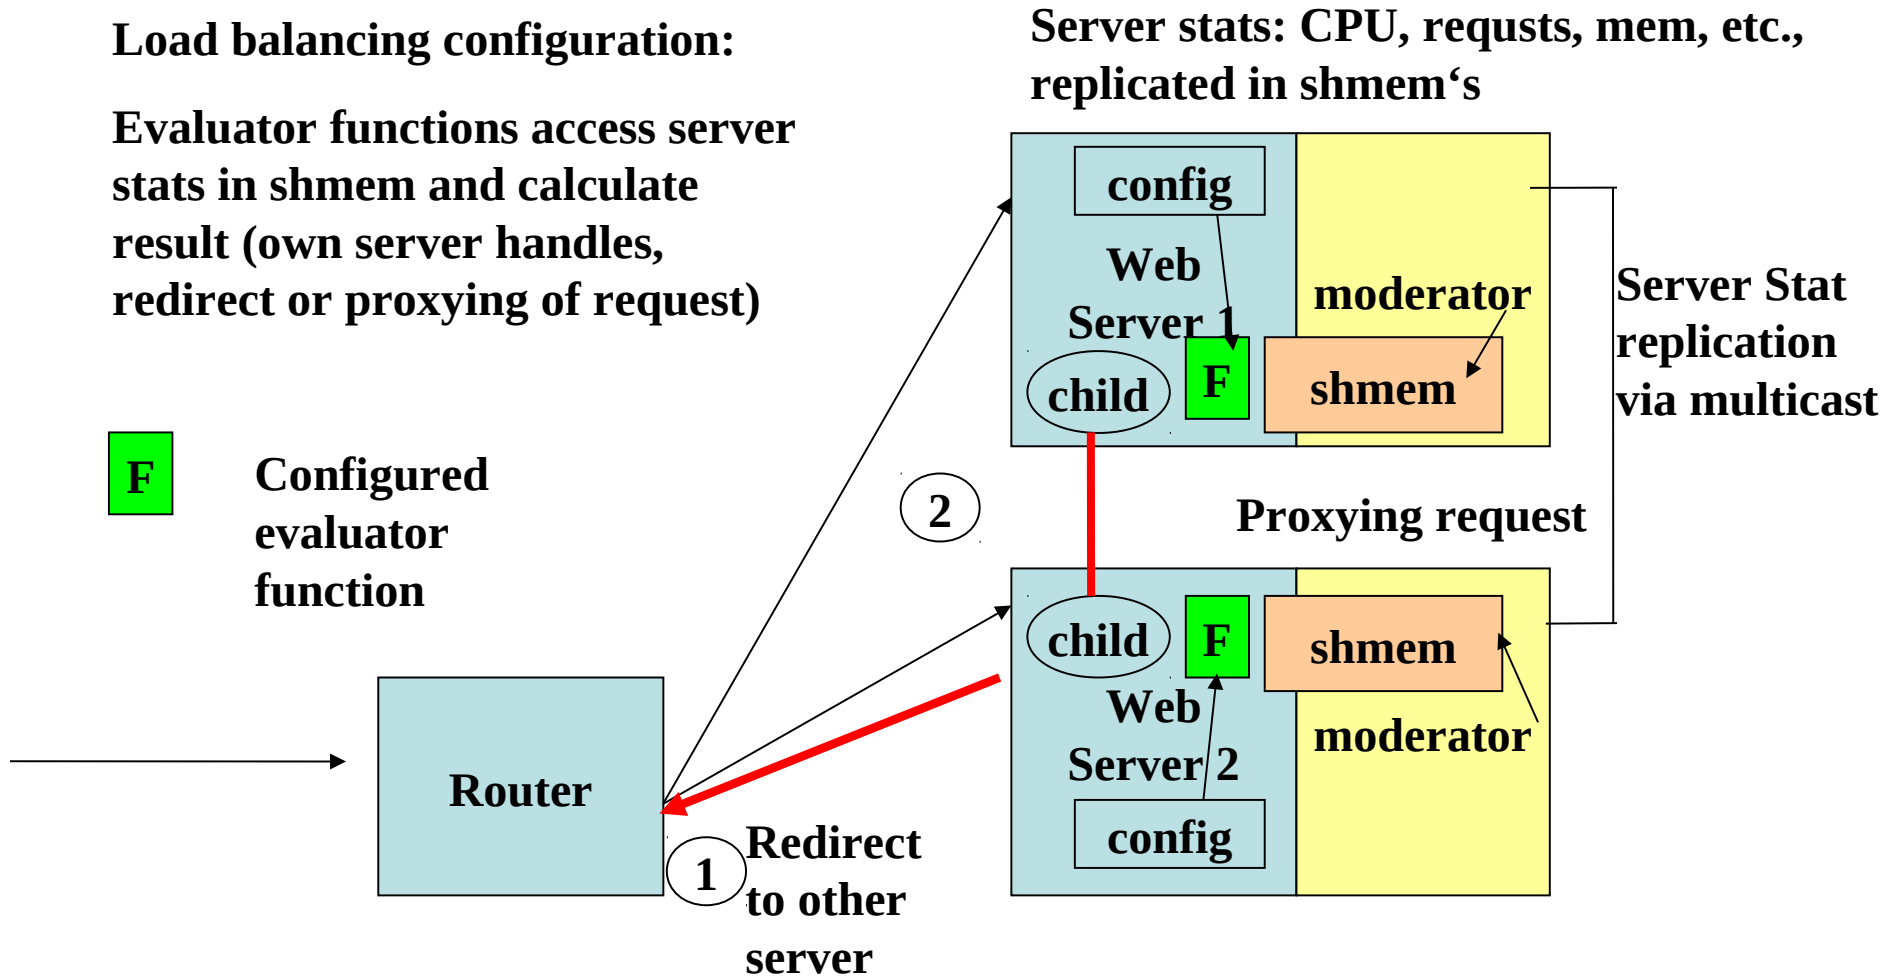 Load balancing configuration:
Evaluator functions access server
stats in shmem and calculate
result (own server handles,
redirect or proxying of request)
Server stats: CPU, requsts, mem, etc.,
replicated in shmem‘s
config
Web
Server 1
moderator
child
F
shmem
Server Stat
replication
via multicast
F
Configured
evaluator
function
2
Proxying request
child
F
shmem
Web
Server 2
moderator
config
Router
1
Redirect
to other
server